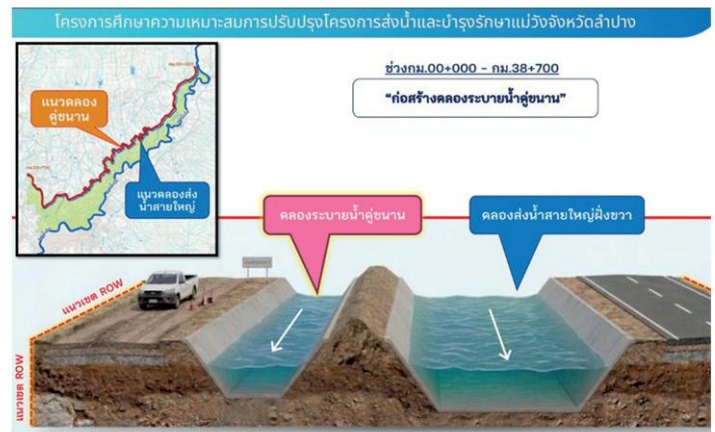 โครงการศึกษาความเหมาะสมการปรับปรุงโครงการส่งน้ำและบำรุงรักษาแม่วังจังหวัดลำปาง
ช่วงกม.00+000 - กม.38+700
“ก่อสร้างคลองระบายน้ำคู่ขนาน”
แนวคลอง
คู่ขนาน
แนวคลองส่ง
น้ำสายใหญ่
คลองระบายน้ำคู่ขนาน
คลองส่งน้ำสายใหญ่ฝั่งขวา
แนวเขต ROW
แนวเขต ROW